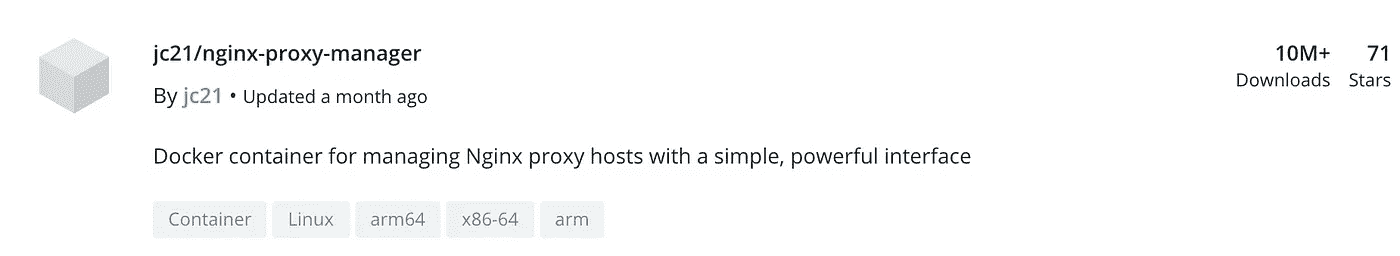 jc21/nginx-proxy-manager
10M+ 71
By jc21 • Updated a month ago
Downloads Stars
Docker container for managing Nginx proxy hosts with a simple, powerful interface
Container Linux arm64 x86-64 arm